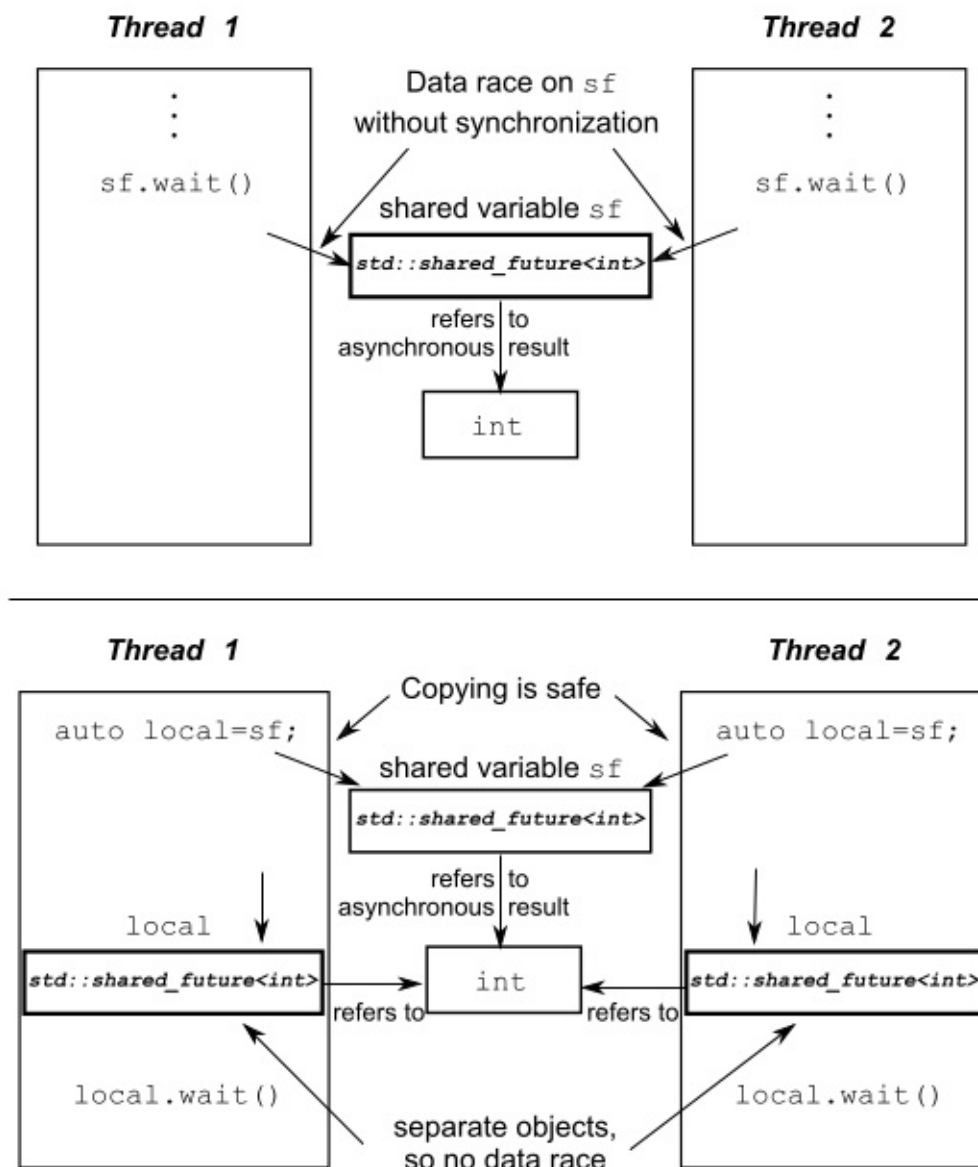 Thread 1
Thread 2
Data race on sf
without synchronization
sf.wait()
sf.wait()
shared variable sf
std::shared_future<int>
refers to
asynchronous result
int
Thread 1
Thread 2
Copying is safe
auto local=sf;
auto local=sf;
shared variable sf
std::shared_future<int>
refers to
asynchronous result
local
local
std::shared_future<int>
int
std::shared_future<int>
refers to
refers to
local.wait()
local.wait()
separate objects,
so no data race